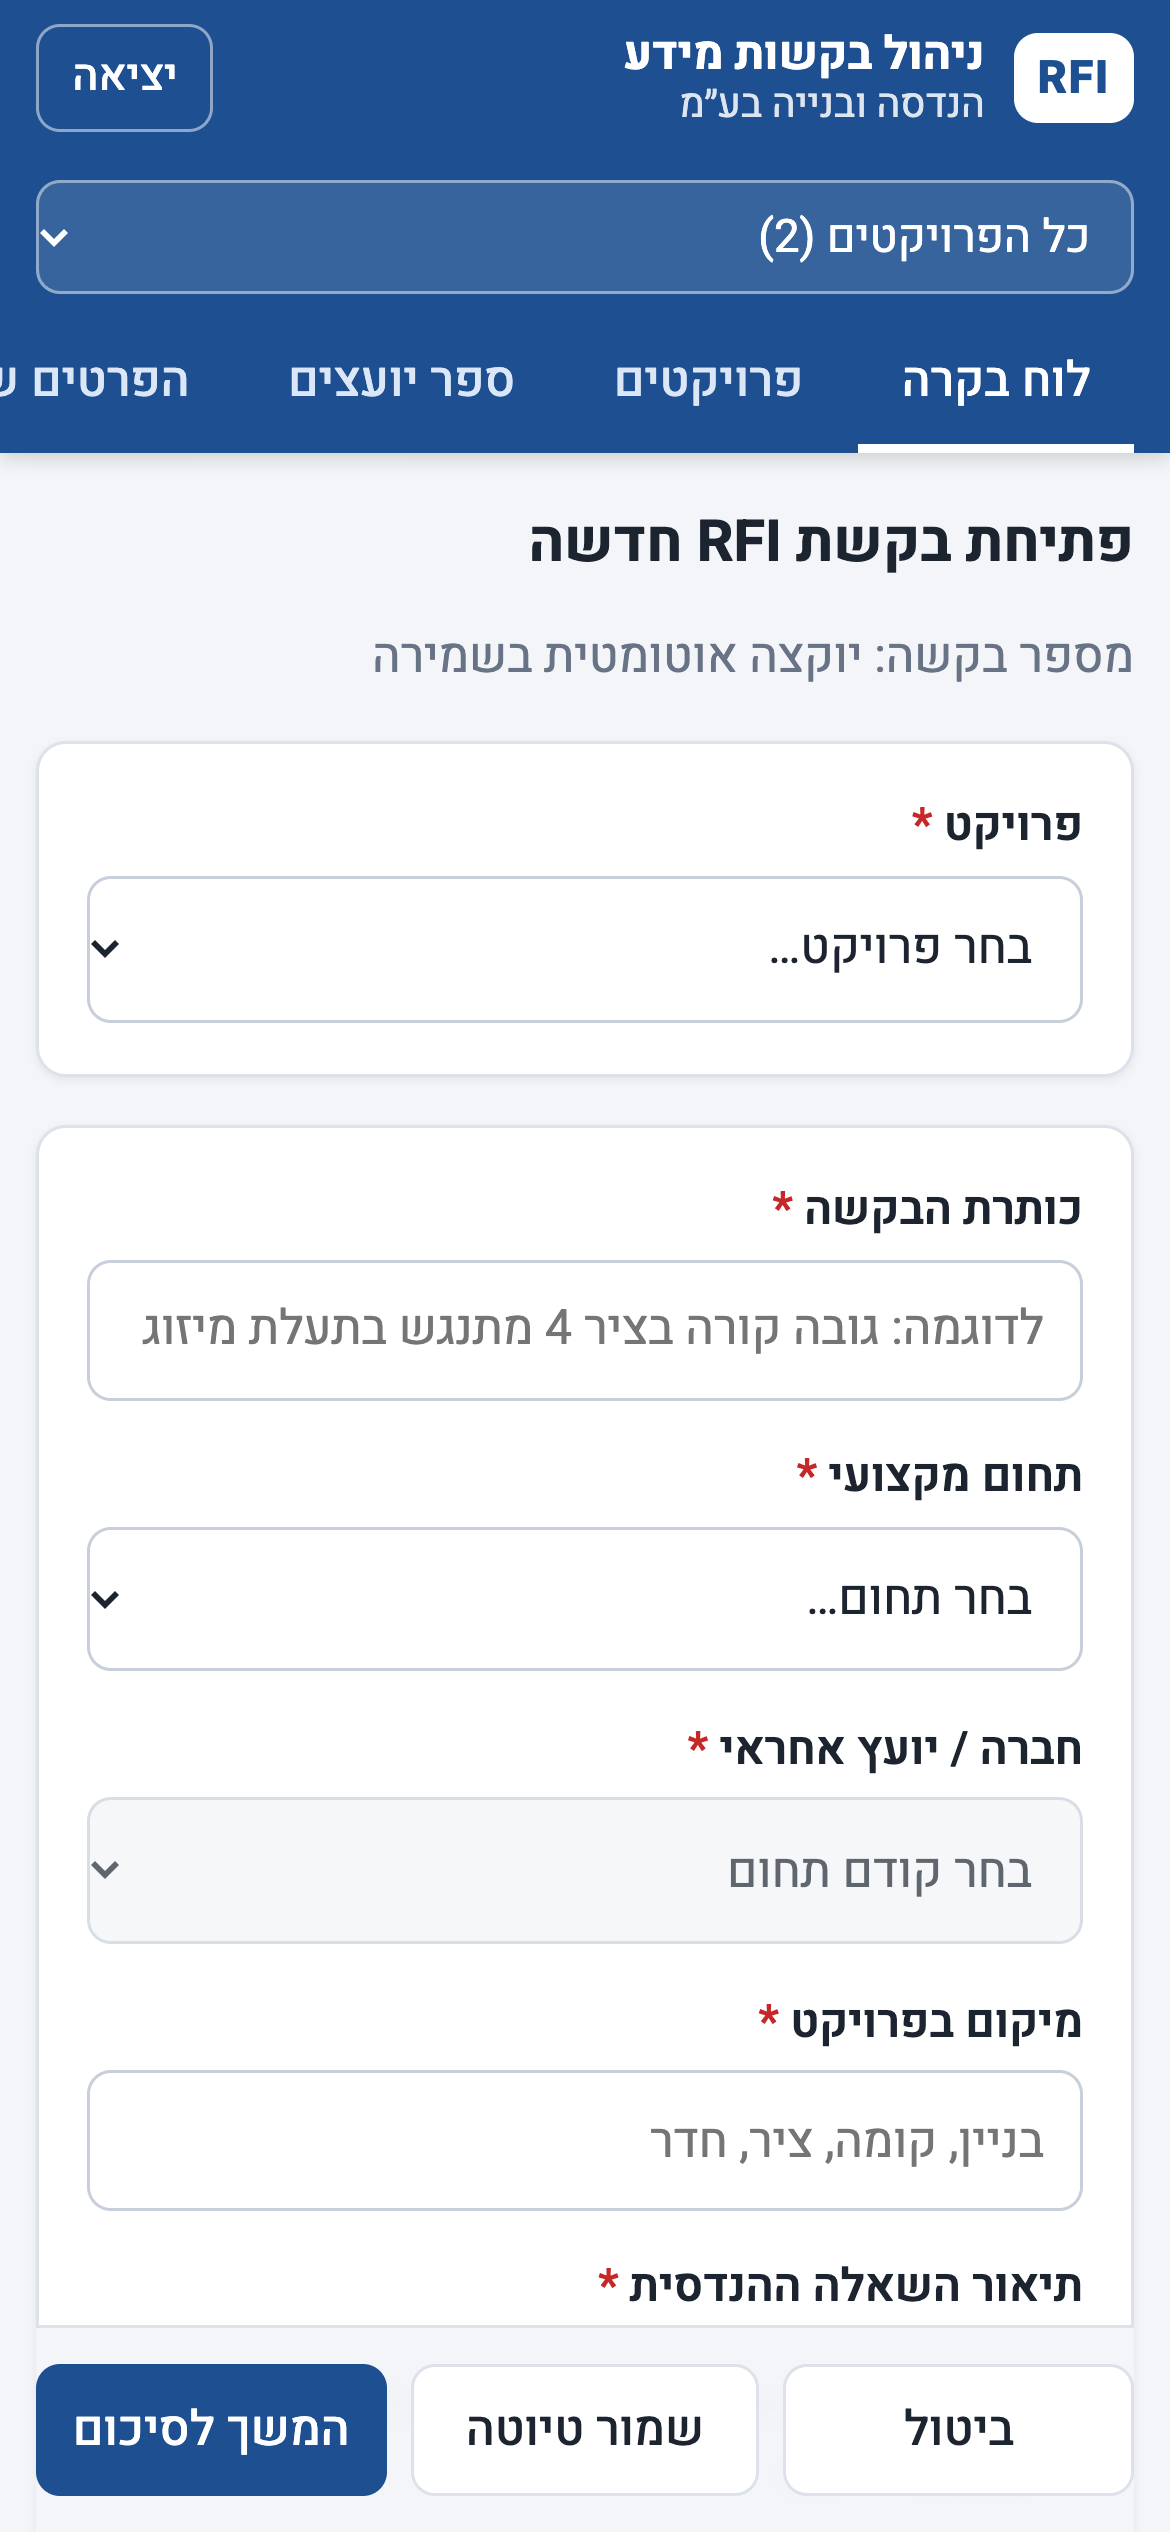 RFI
ניהול בקשות מידע
הנדסה ובנייה בע״מ
יציאה
כל הפרויקטים (2)
לוח בקרה
פרויקטים
ספר יועצים
הפרטים ש
פתיחת בקשת RFI חדשה
מספר בקשה: יוקצה אוטומטית בשמירה
פרויקט *
בחר פרויקט...
כותרת הבקשה *
לדוגמה: גובה קורה בציר 4 מתנגש בתעלת מיזוג
תחום מקצועי *
בחר תחום...
חברה / יועץ אחראי *
בחר קודם תחום
מיקום בפרויקט *
בניין, קומה, ציר, חדר
תיאור השאלה ההנדסית *
ביטול
שמור טיוטה
המשך לסיכום